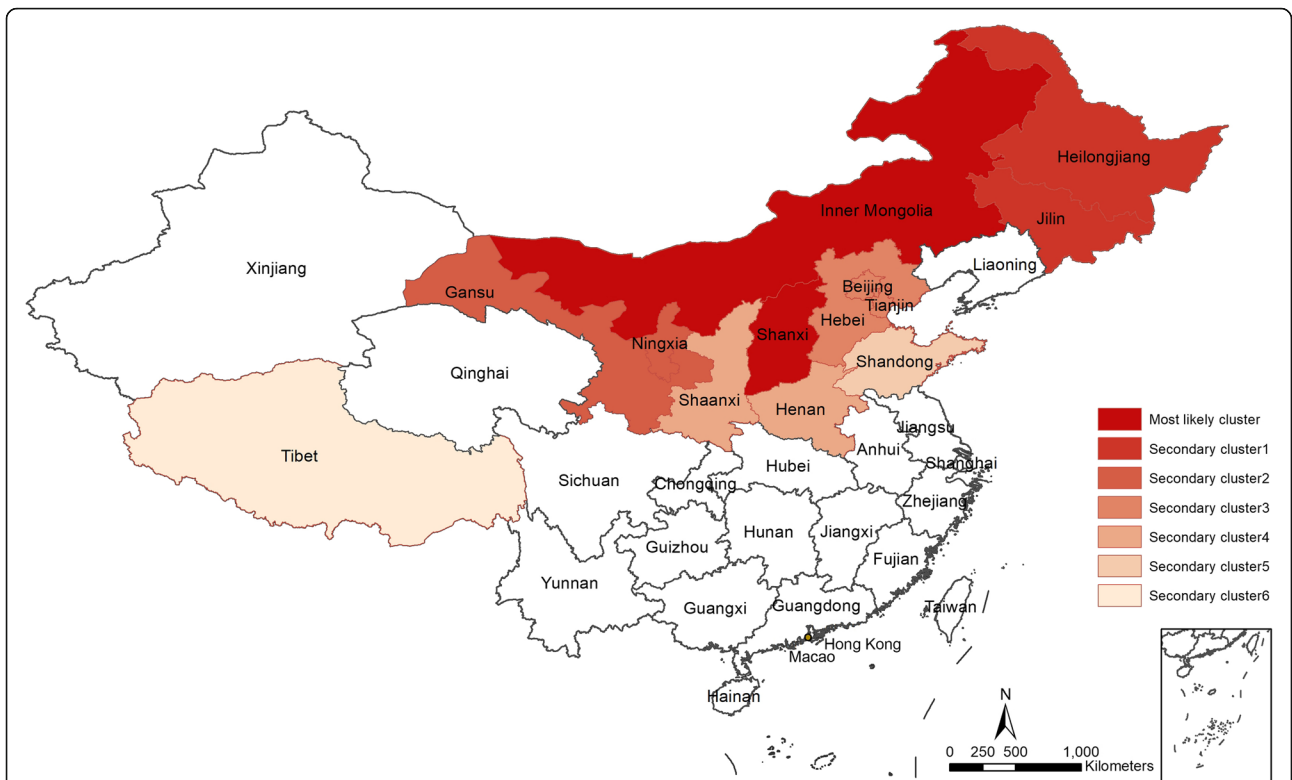 Heilongjiang
Inner Mongolia
Jilin
Xinjiang
Liaoning
Gansu
Beijing
Tianjin
Hebei
Shanxi
Ningxia
Shandong
Qinghai
Shaanxi
Henan
Jiangsu
Anhui
Tibet
Hubei
Shanghai
Sichuan
Chongqing
Zhejiang
Hunan
Jiangxi
Guizhou
Fujian
Yunnan
Guangxi
Guangdong
Taiwan
Hong Kong
Macao
Hainan
Most likely cluster
Secondary cluster1
Secondary cluster2
Secondary cluster3
Secondary cluster4
Secondary cluster5
Secondary cluster6
N
0 250 500 1,000
Kilometers